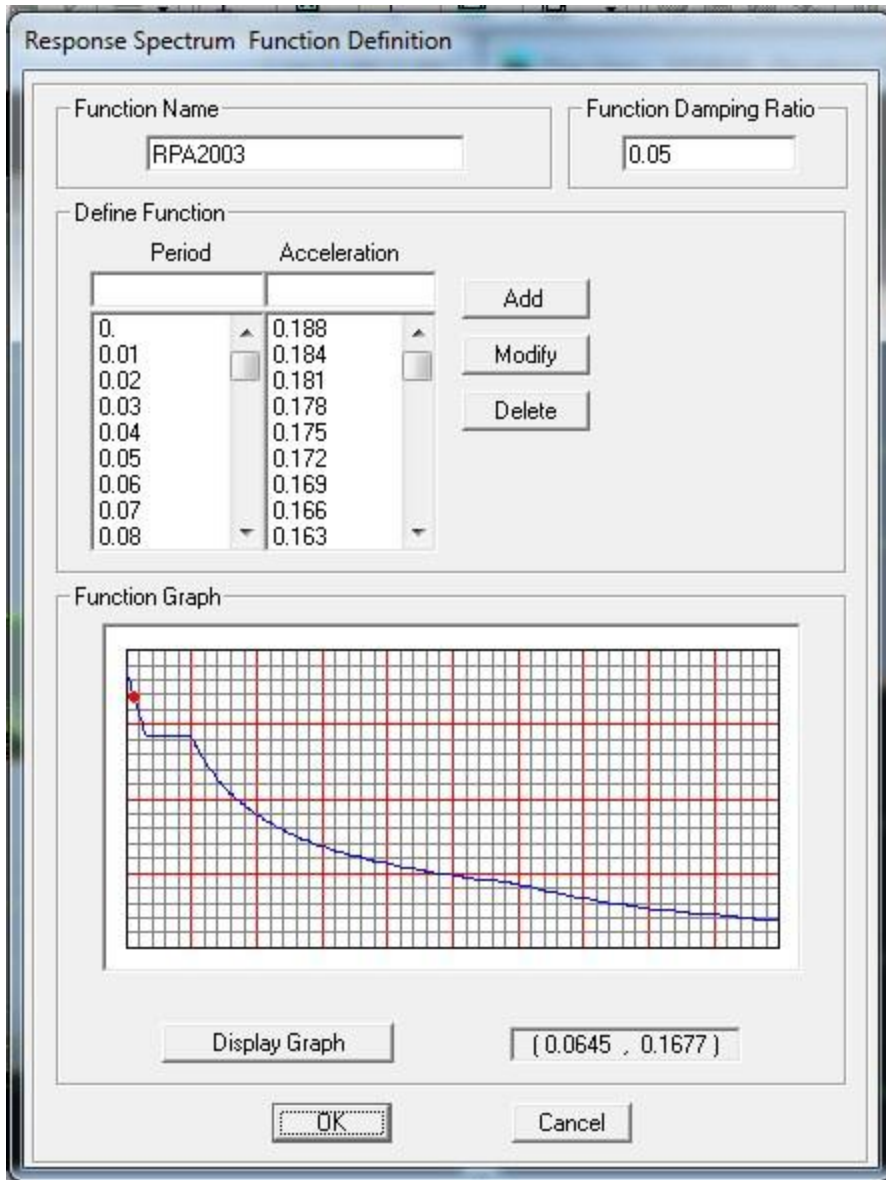 Response Spectrum Function Definition
Function Name
Function Damping Ratio
RPA2003
0.05
Define Function
Period Acceleration
Add
0. 0.188
0.01 0.184
Modify
0.02 0.181
0.03 0.178
Delete
0.04 0.175
0.05 0.172
0.06 0.169
0.07 0.166
0.08 0.163
Function Graph
Display Graph
( 0.0645 , 0.1677 )
OK
Cancel